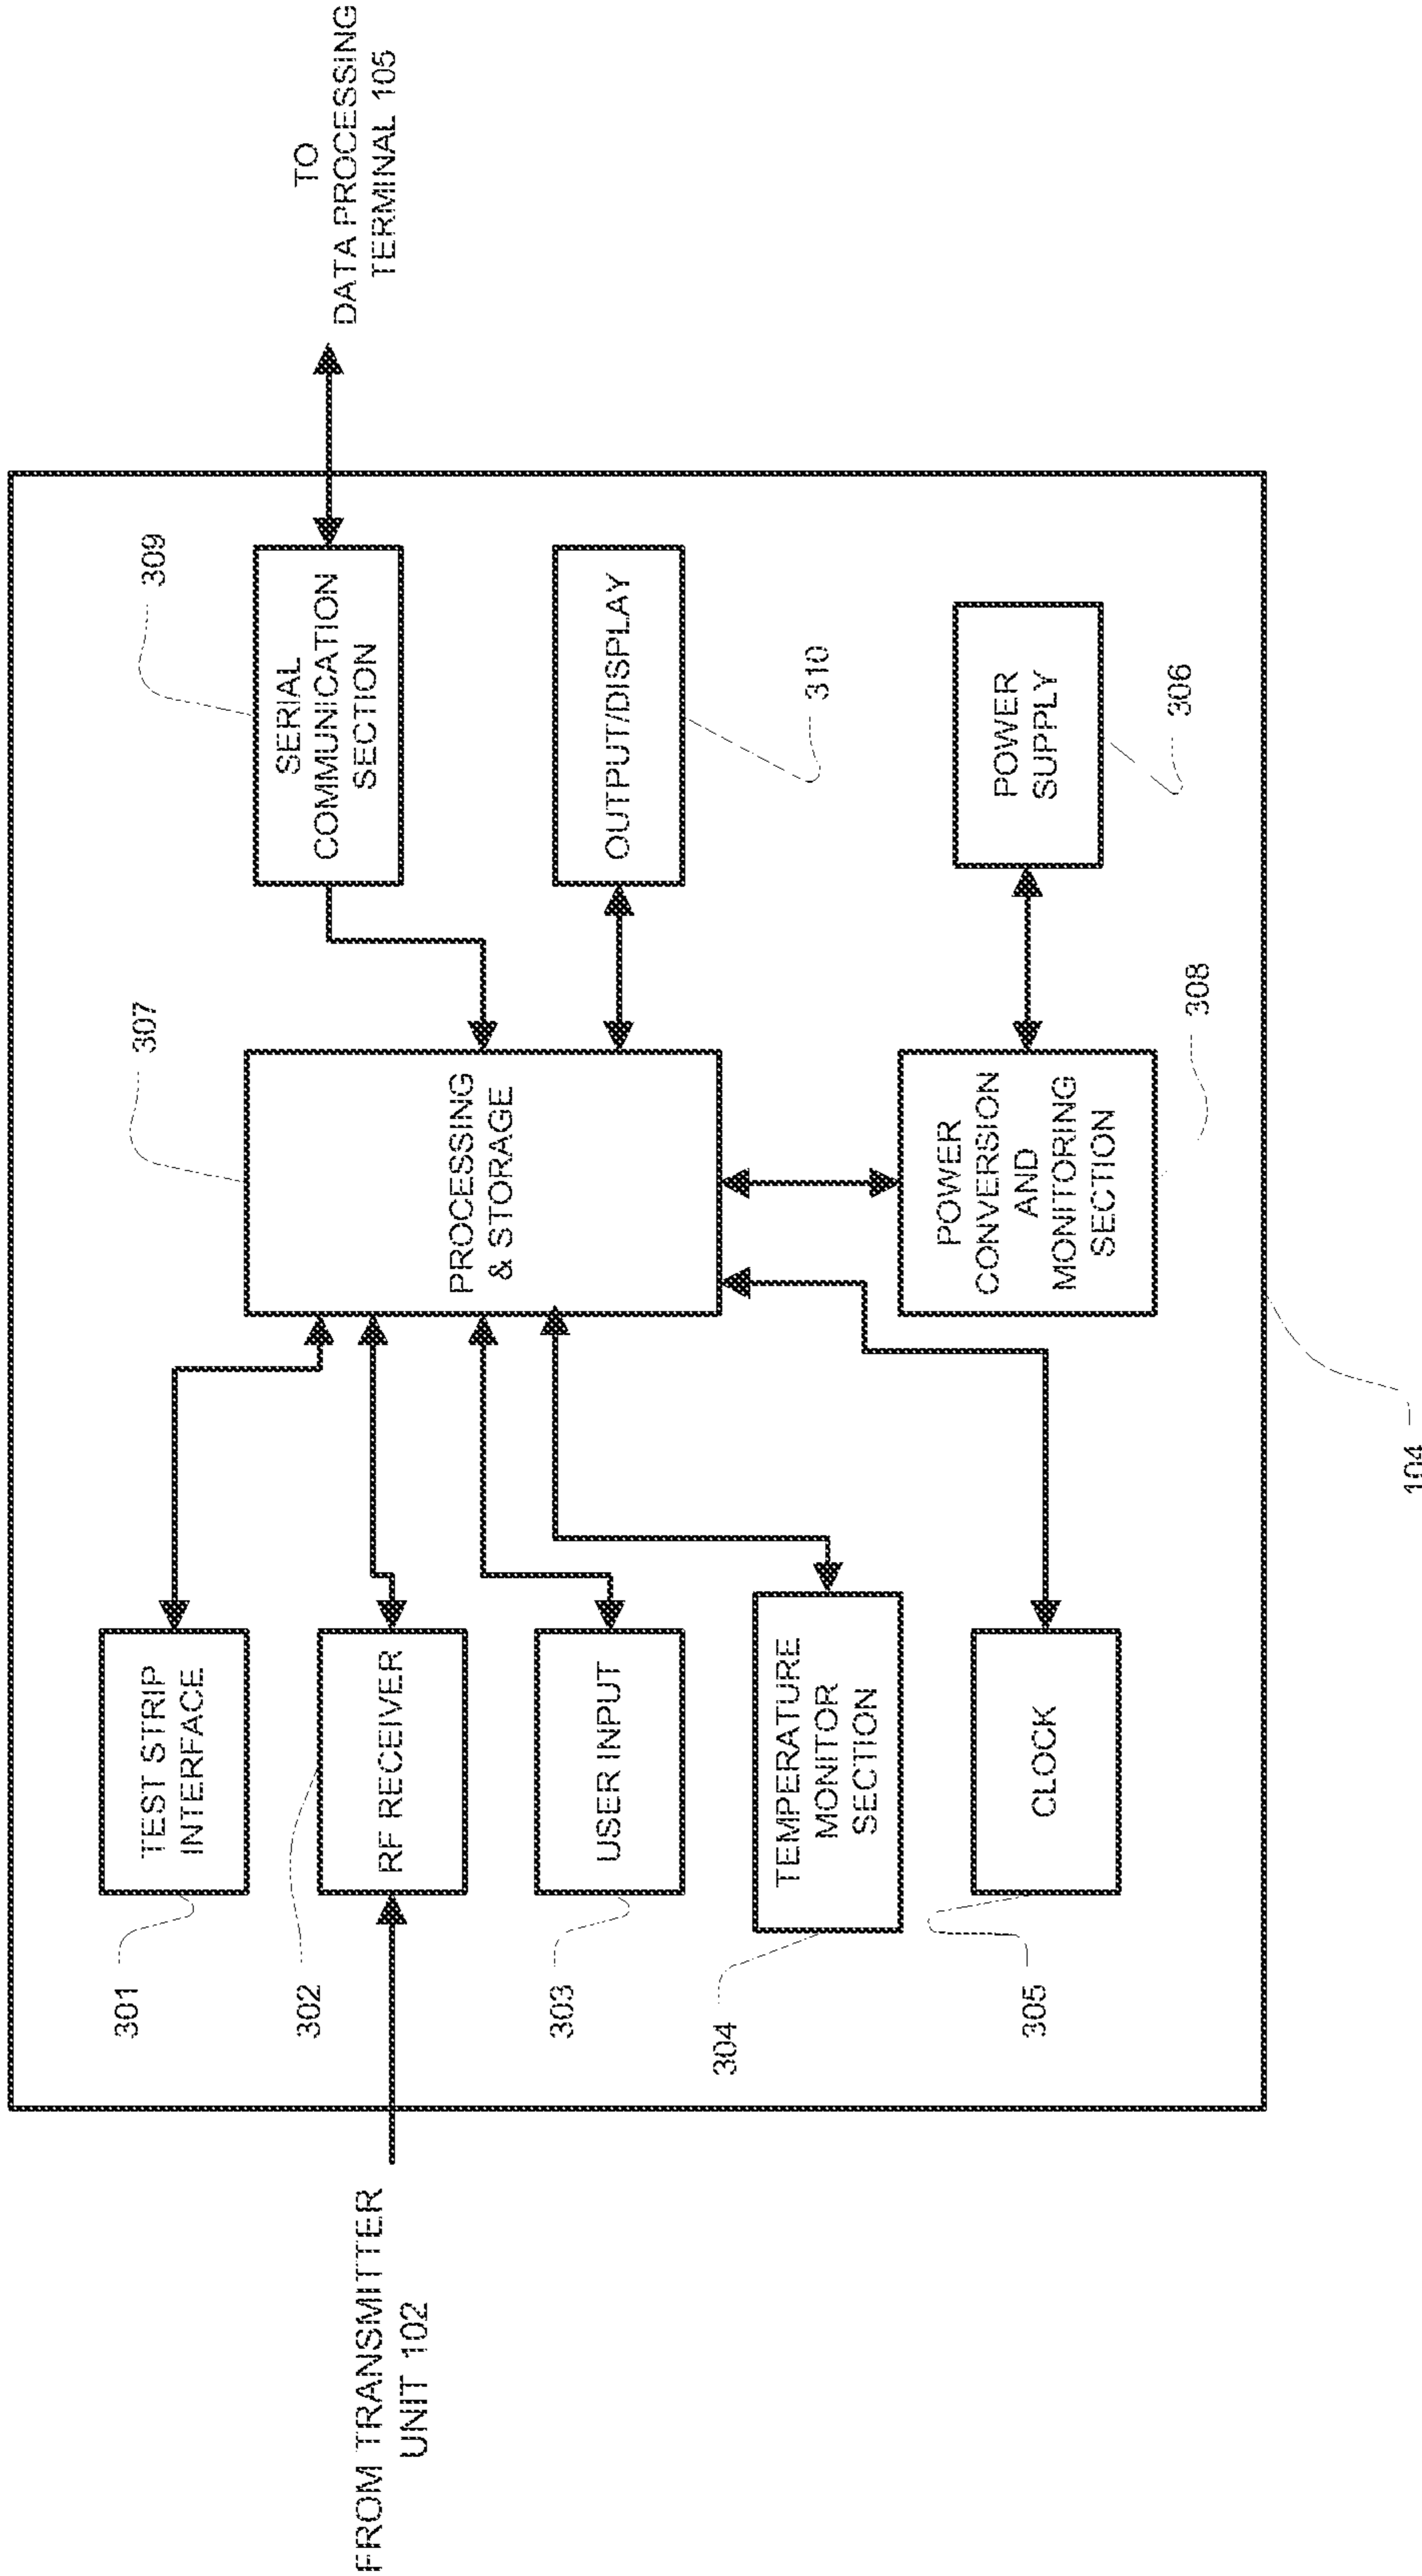 FROM TRANSMITTER
UNIT 102
301
TEST STRIP
INTERFACE
302
RF RECEIVER
303
USER INPUT
304
TEMPERATURE
MONITOR
SECTION
305
CLOCK
307
PROCESSING
& STORAGE
POWER
CONVERSION
AND
MONITORING
SECTION
308
309
SERIAL
COMMUNICATION
SECTION
OUTPUT/DISPLAY
310
POWER
SUPPLY
306
TO
DATA PROCESSING
TERMINAL 105
104